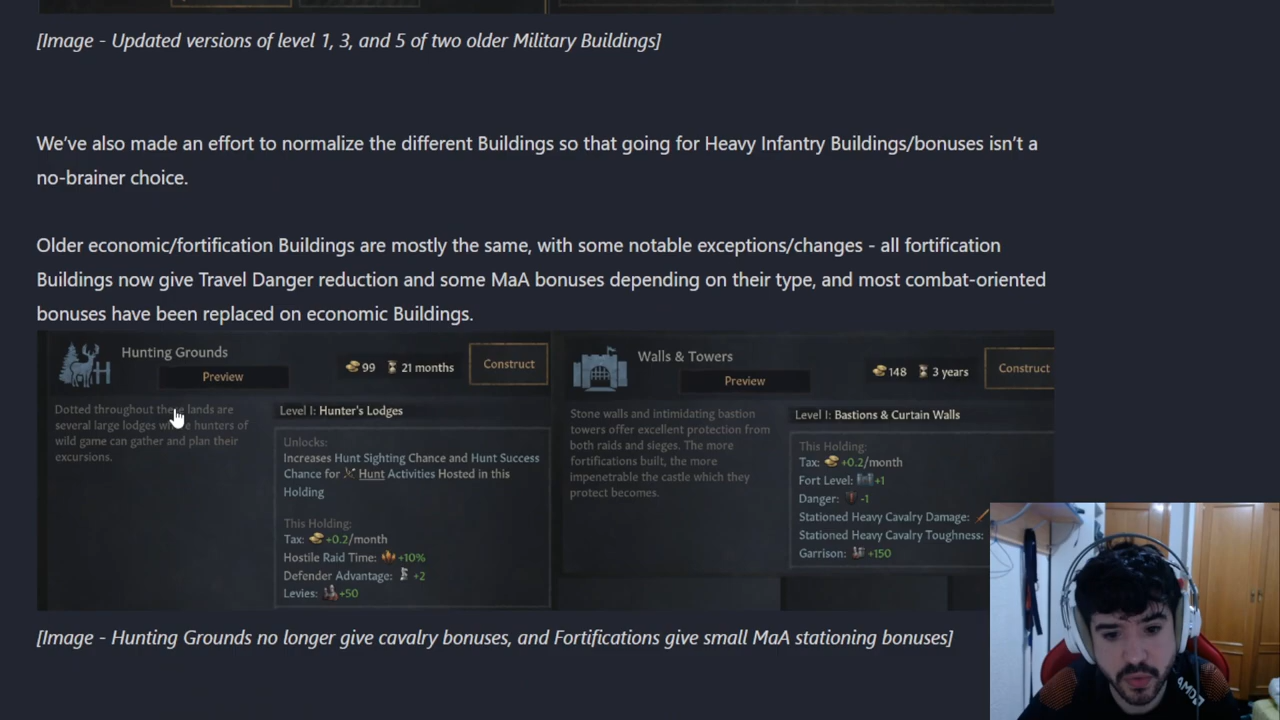 [Image - Updated versions of level 1, 3, and 5 of two older Military Buildings]
We've also made an effort to normalize the different Buildings so that going for Heavy Infantry Buildings/bonuses isn't a
no-brainer choice.
Older economic/fortification Buildings are mostly the same, with some notable exceptions/changes - all fortification
Buildings now give Travel Danger reduction and some MaA bonuses depending on their type, and most combat-oriented
bonuses have been replaced on economic Buildings.
Hunting Grounds
Preview
99 21 months
Construct
Dotted throughout these lands are
several large lodges where hunters of
wild game can gather and plan their
excursions.
Level I: Hunter's Lodges
Unlocks:
Increases Hunt Sighting Chance and Hunt Success
Chance for Hunt Activities Hosted in this
Holding
This Holding:
Tax: +0.2/month
Hostile Raid Time: +10%
Defender Advantage: +2
Levies: +50
Walls & Towers
Preview
148 3 years
Construct
Stone walls and intimidating bastion
towers offer excellent protection from
both raids and sieges. The more
fortifications built, the more
impenetrable the castle which they
protect becomes.
Level I: Bastions & Curtain Walls
This Holding:
Tax: +0.2/month
Fort Level: +1
Danger: -1
Stationed Heavy Cavalry Damage:
Stationed Heavy Cavalry Toughness:
Garrison: +150
[Image - Hunting Grounds no longer give cavalry bonuses, and Fortifications give small MaA stationing bonuses]
AMD